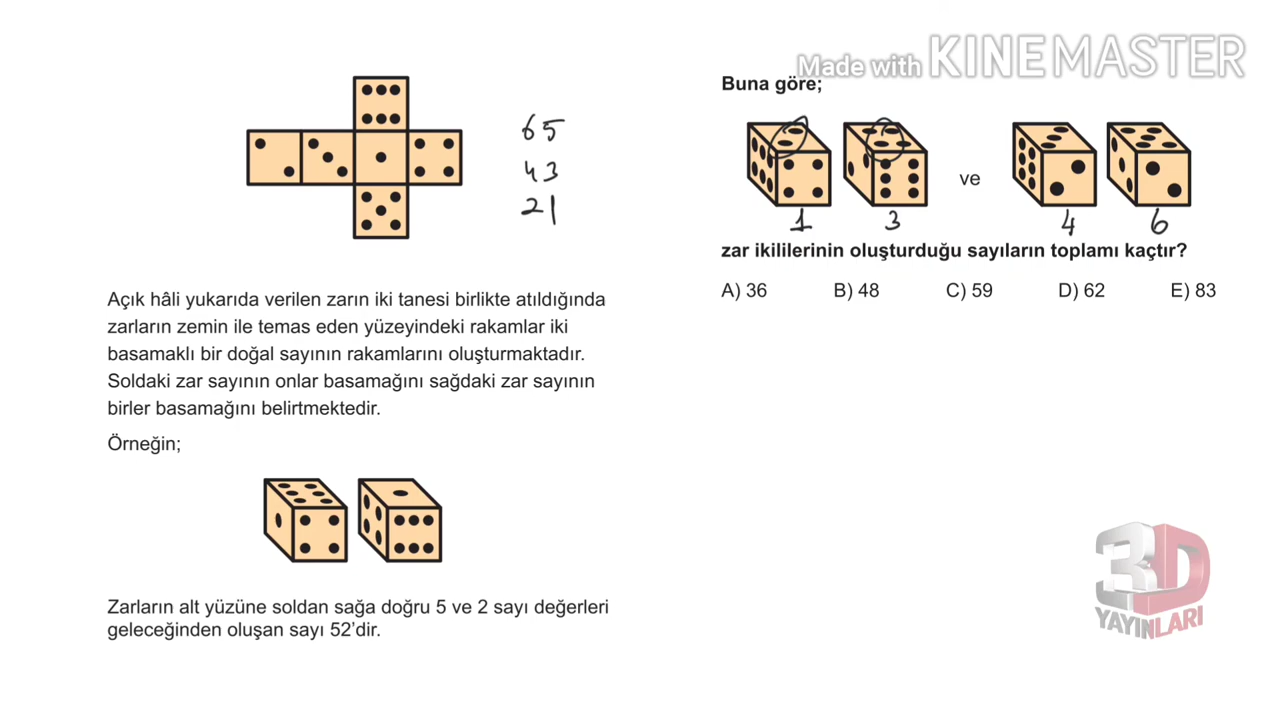 Made with KINEMASTER
65
43
21
Açık hâli yukarıda verilen zarın iki tanesi birlikte atıldığında
zarların zemin ile temas eden yüzeyindeki rakamlar iki
basamaklı bir doğal sayının rakamlarını oluşturmaktadır.
Soldaki zar sayının onlar basamağını sağdaki zar sayının
birler basamağını belirtmektedir.
Örneğin;
Zarların alt yüzüne soldan sağa doğru 5 ve 2 sayı değerleri
geleceğinden oluşan sayı 52’dir.
Buna göre;
ve
1 3 4 6
zar ikililerinin oluşturduğu sayıların toplamı kaçtır?
A) 36 B) 48 C) 59 D) 62 E) 83
3D
YAYINLARI